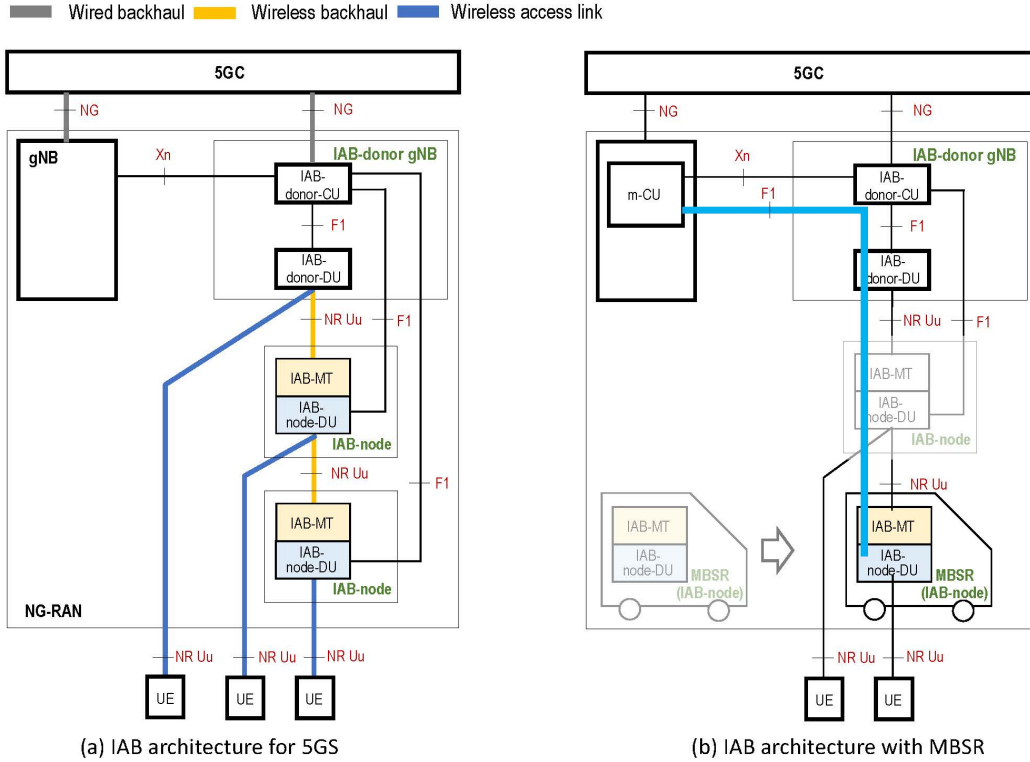 Wired backhaul
Wireless backhaul
Wireless access link
5GC
NG
NG
gNB
Xn
IAB-donor gNB
IAB-
donor-CU
F1
IAB-
donor-DU
NR Uu
F1
IAB-MT
IAB-
node-DU
IAB-node
NR Uu
F1
IAB-MT
IAB-
node-DU
IAB-node
NG-RAN
NR Uu
NR Uu
NR Uu
UE
UE
UE
(a) IAB architecture for 5GS
5GC
NG
NG
IAB-donor gNB
Xn
m-CU
F1
IAB-
donor-CU
F1
IAB-
donor-DU
NR Uu
F1
IAB-MT
IAB-
node-DU
IAB-node
NR Uu
IAB-MT
IAB-
node-DU
MBSR
(IAB-node)
IAB-MT
IAB-
node-DU
MBSR
(IAB-node)
NR Uu
NR Uu
UE
UE
(b) IAB architecture with MBSR